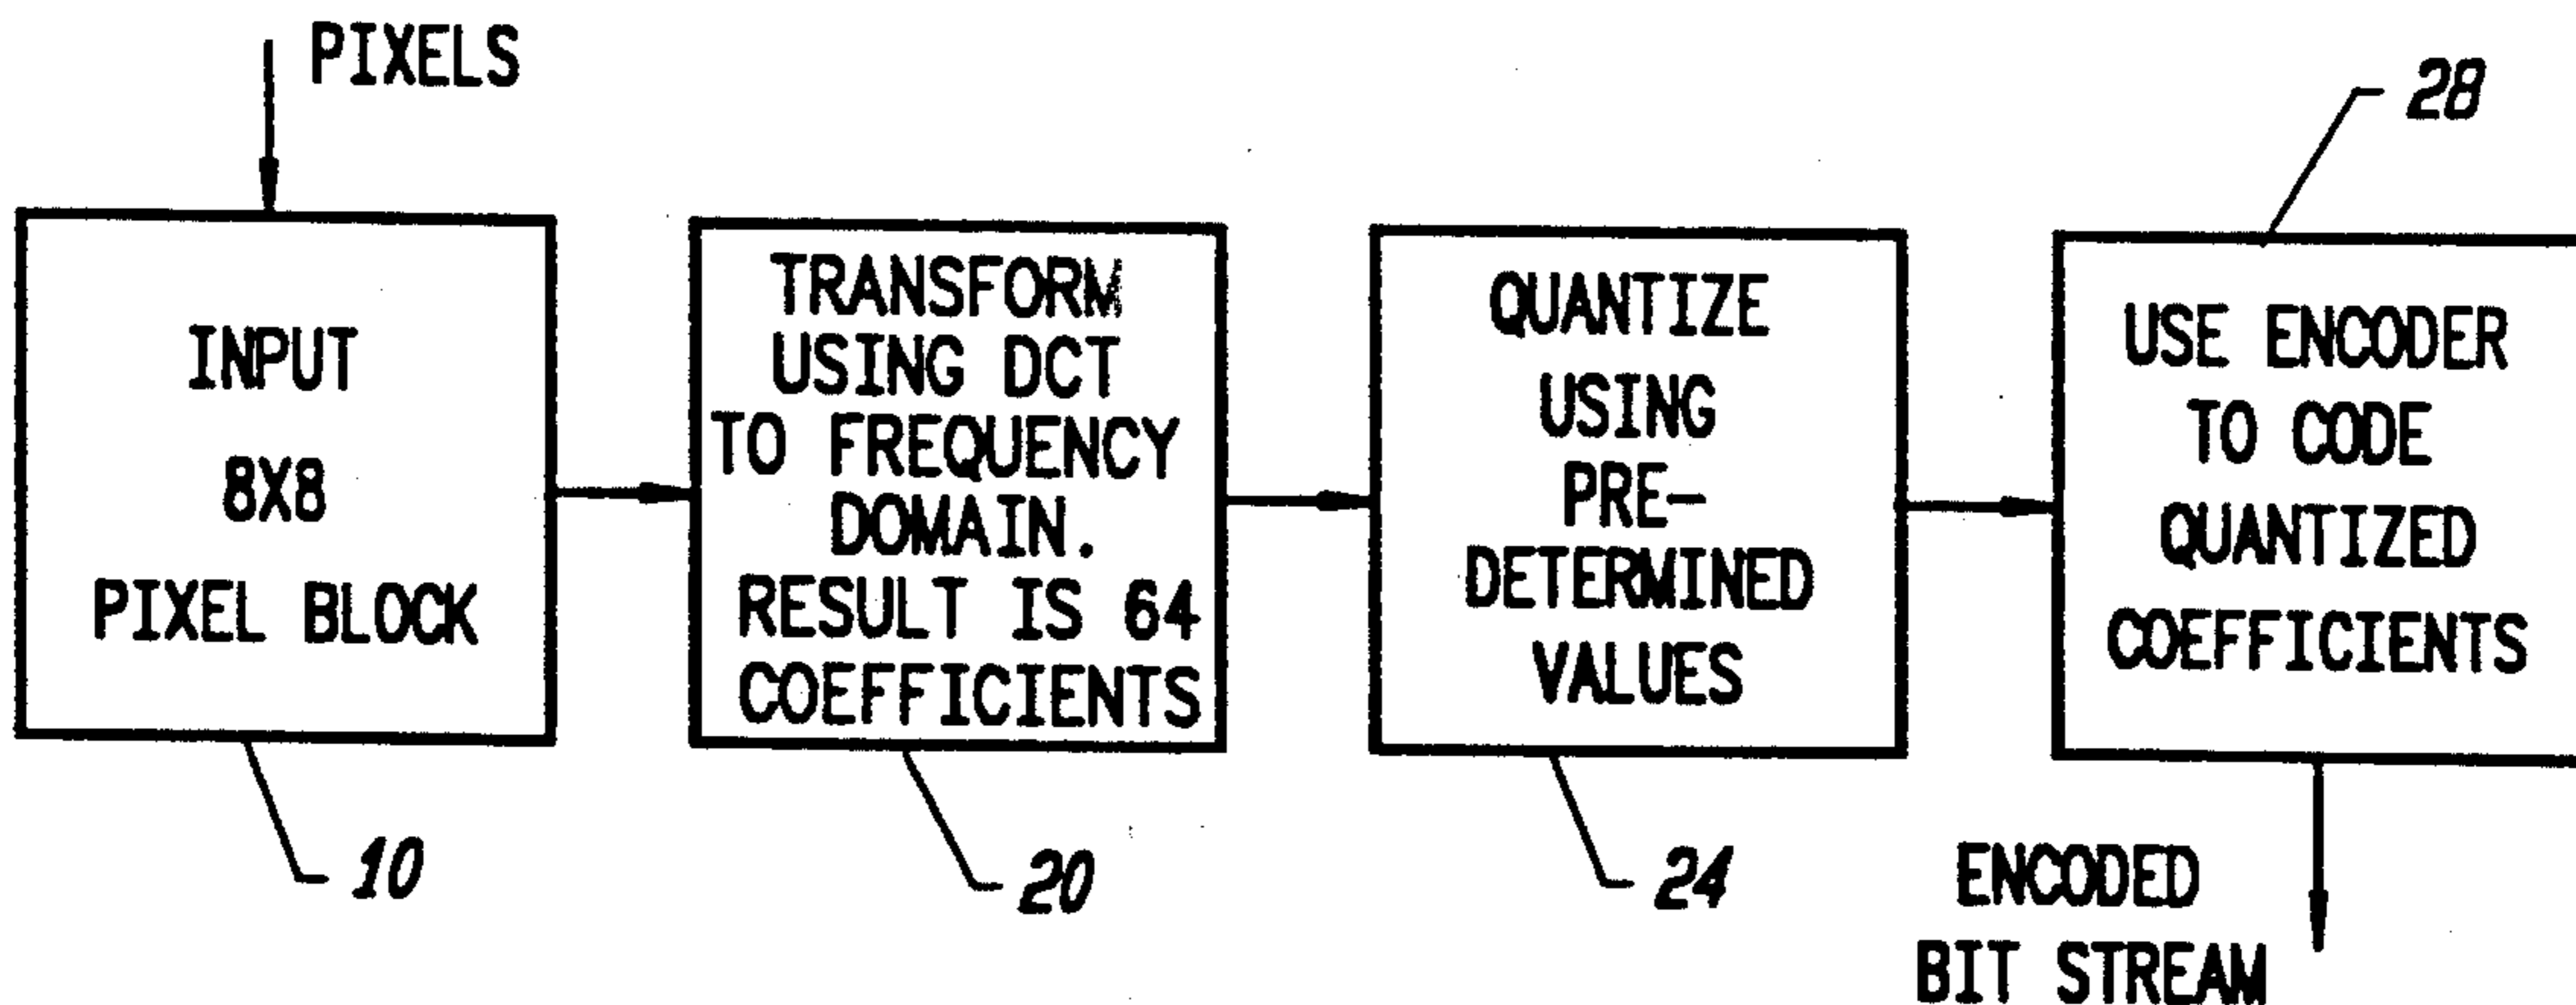 PIXELS
28
INPUT
8X8
PIXEL BLOCK
TRANSFORM
USING DCT
TO FREQUENCY
DOMAIN.
RESULT IS 64
COEFFICIENTS
QUANTIZE
USING
PRE-
DETERMINED
VALUES
USE ENCODER
TO CODE
QUANTIZED
COEFFICIENTS
10
20
24
ENCODED
BIT STREAM